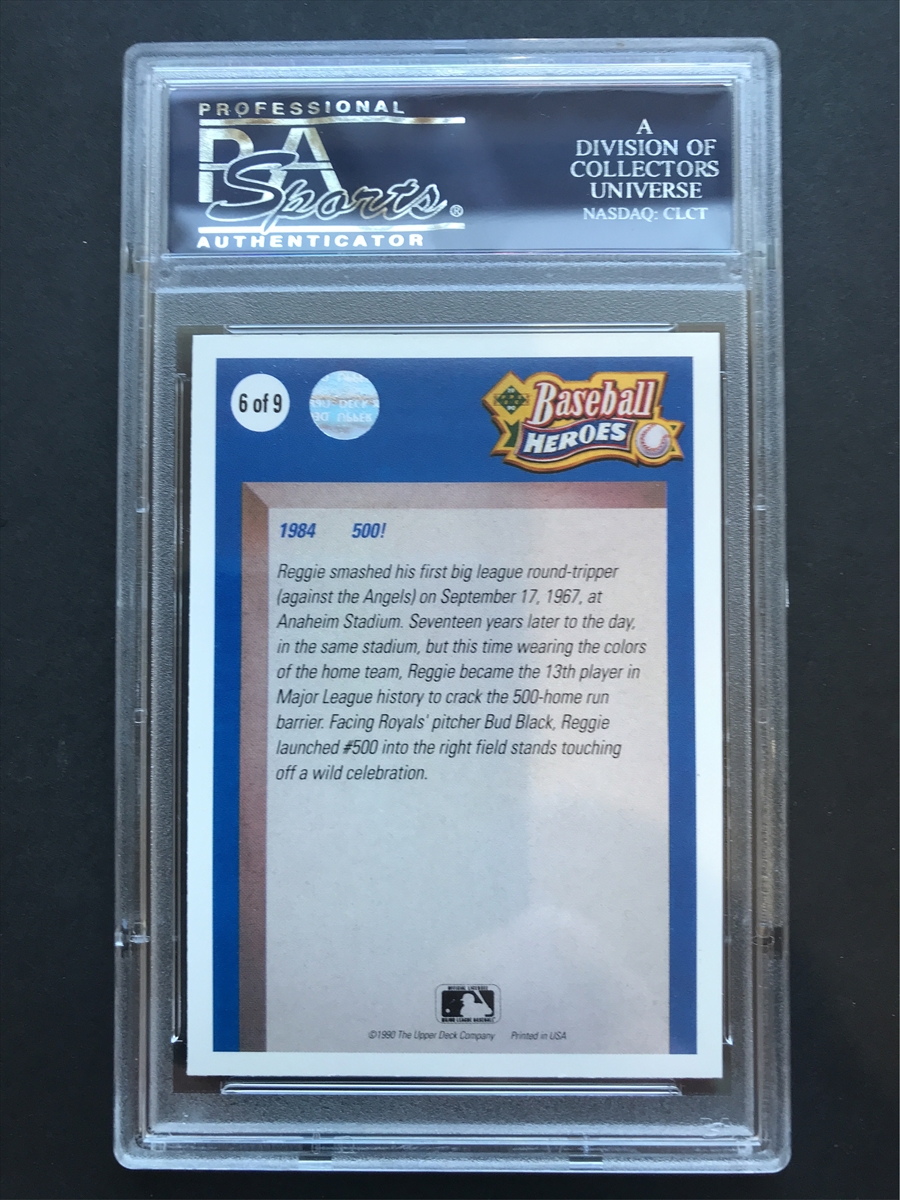 PROFESSIONAL
PSA
Sports®
AUTHENTICATOR
A
DIVISION OF
COLLECTORS
UNIVERSE
NASDAQ: CLCT
6 of 9
Baseball
HEROES
1984 500!
Reggie smashed his first big league round-tripper
(against the Angels) on September 17, 1967, at
Anaheim Stadium. Seventeen years later to the day,
in the same stadium, but this time wearing the colors
of the home team, Reggie became the 13th player in
Major League history to crack the 500-home run
barrier. Facing Royals' pitcher Bud Black, Reggie
launched #500 into the right field stands touching
off a wild celebration.
OFFICIAL LICENSEE
MAJOR LEAGUE BASEBALL
©1990 The Upper Deck Company Printed in USA